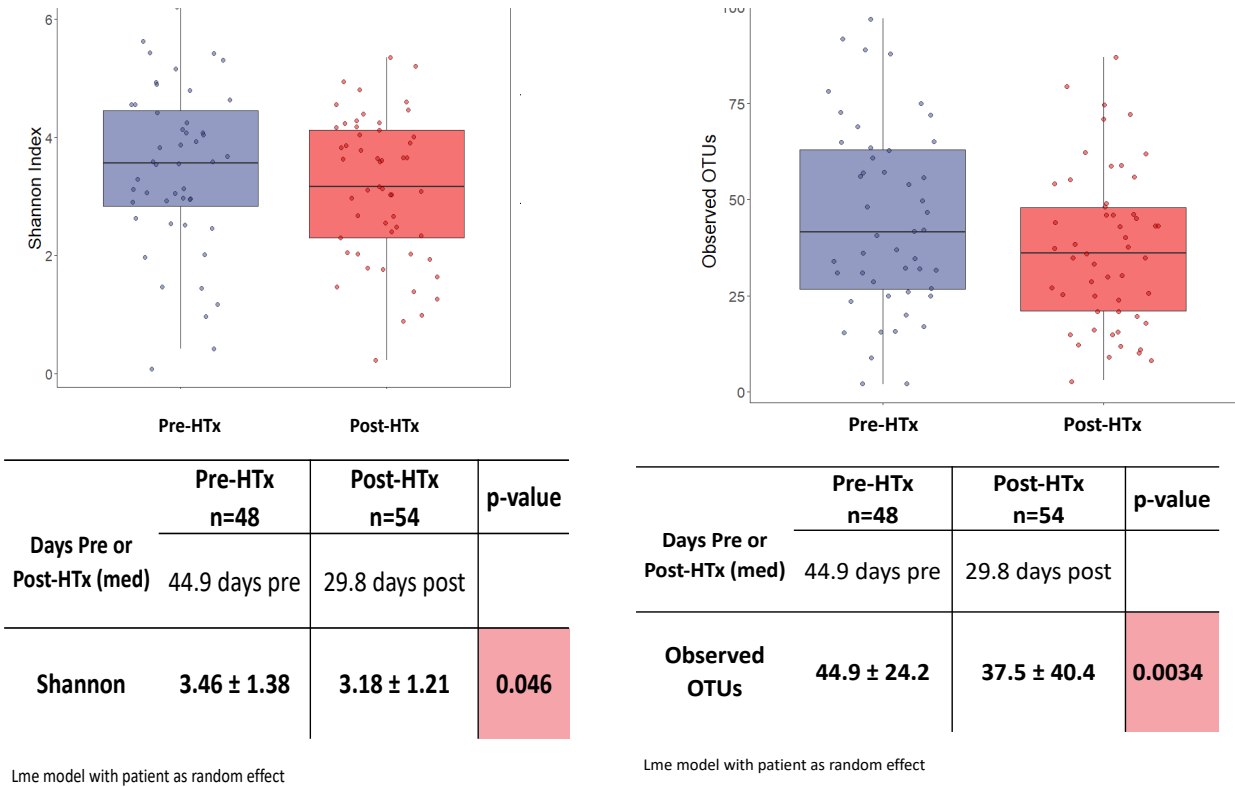 6
4
2
0
Shannon Index
Pre-HTx Post-HTx
Pre-HTx Post-HTx p-value
n=48 n=54
Days Pre or
Post-HTx (med) 44.9 days pre 29.8 days post
Shannon 3.46 ± 1.38 3.18 ± 1.21 0.046
Lme model with patient as random effect
100
75
50
25
0
Observed OTUs
Pre-HTx Post-HTx
Pre-HTx Post-HTx p-value
n=48 n=54
Days Pre or
Post-HTx (med) 44.9 days pre 29.8 days post
Observed
OTUs 44.9 ± 24.2 37.5 ± 40.4 0.0034
Lme model with patient as random effect